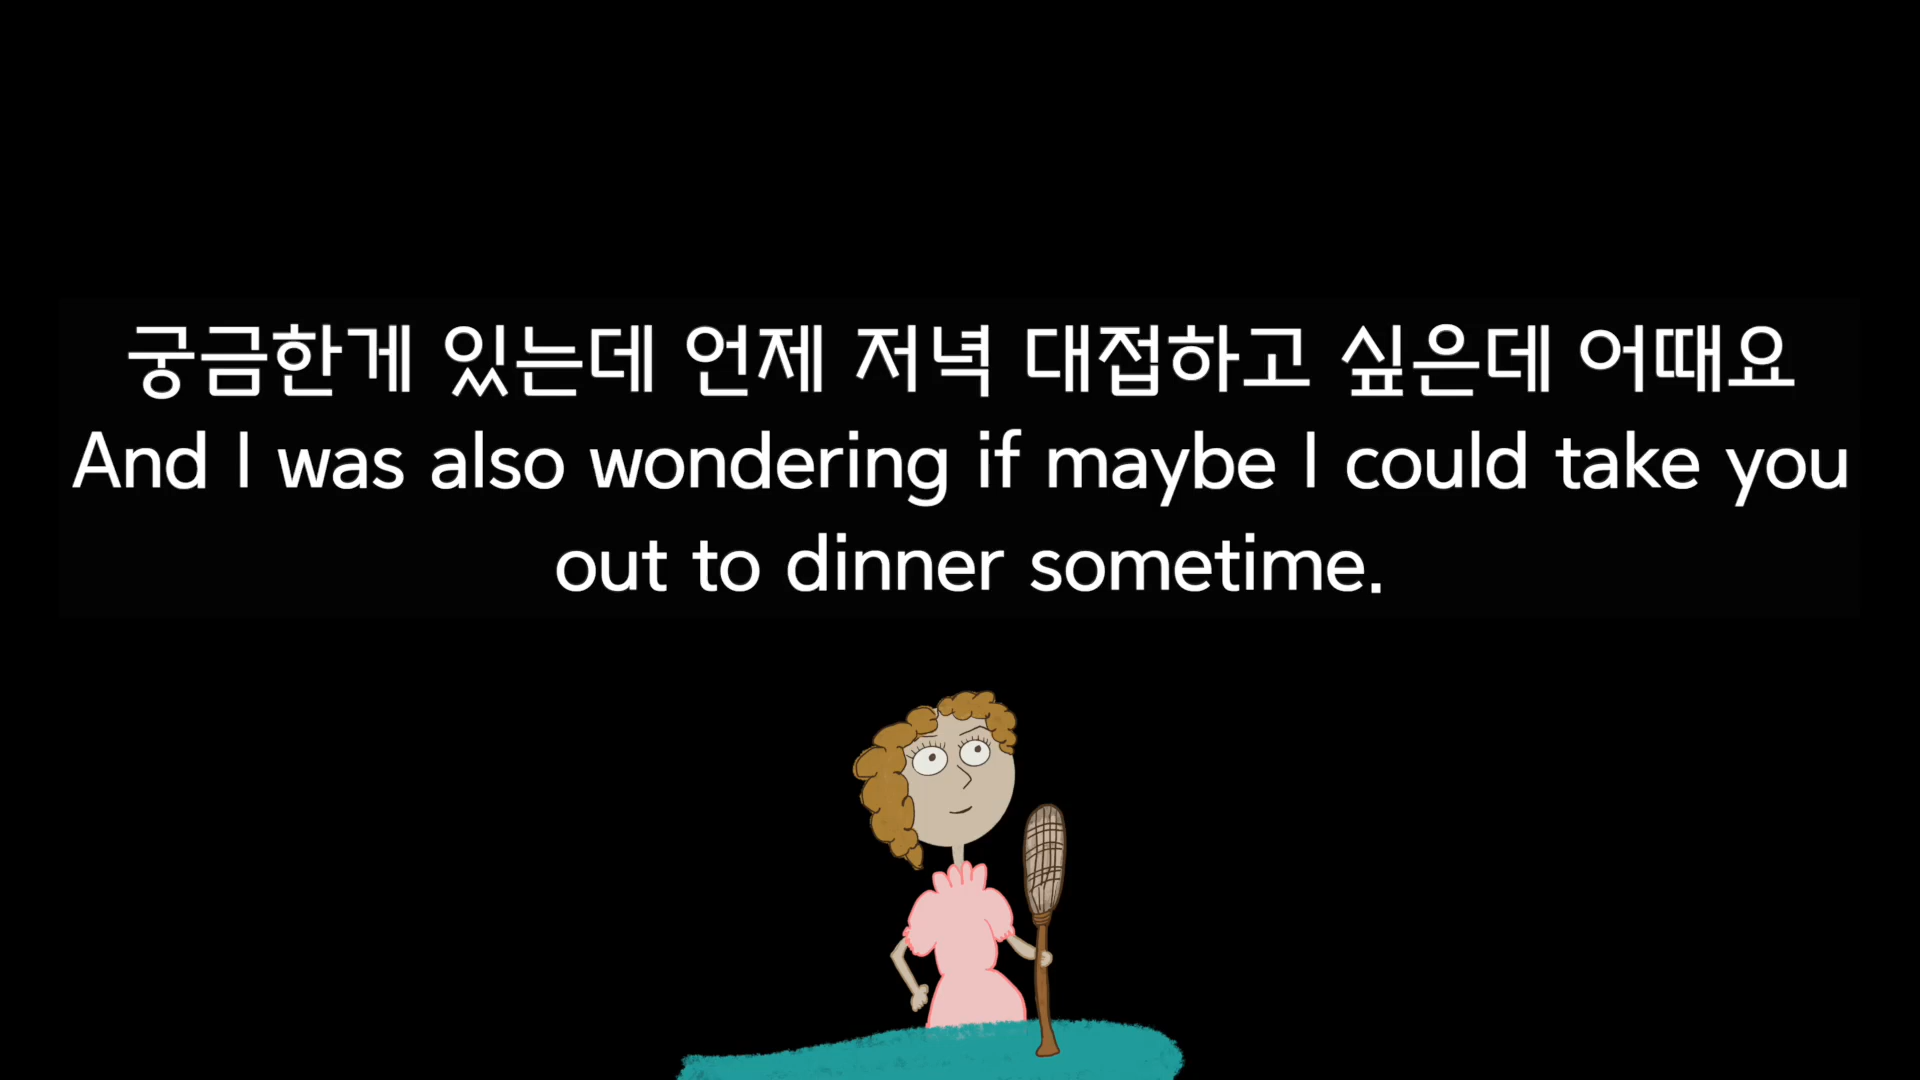 궁금한게 있는데 언제 저녁 대접하고 싶은데 어때요
And I was also wondering if maybe I could take you
out to dinner sometime.